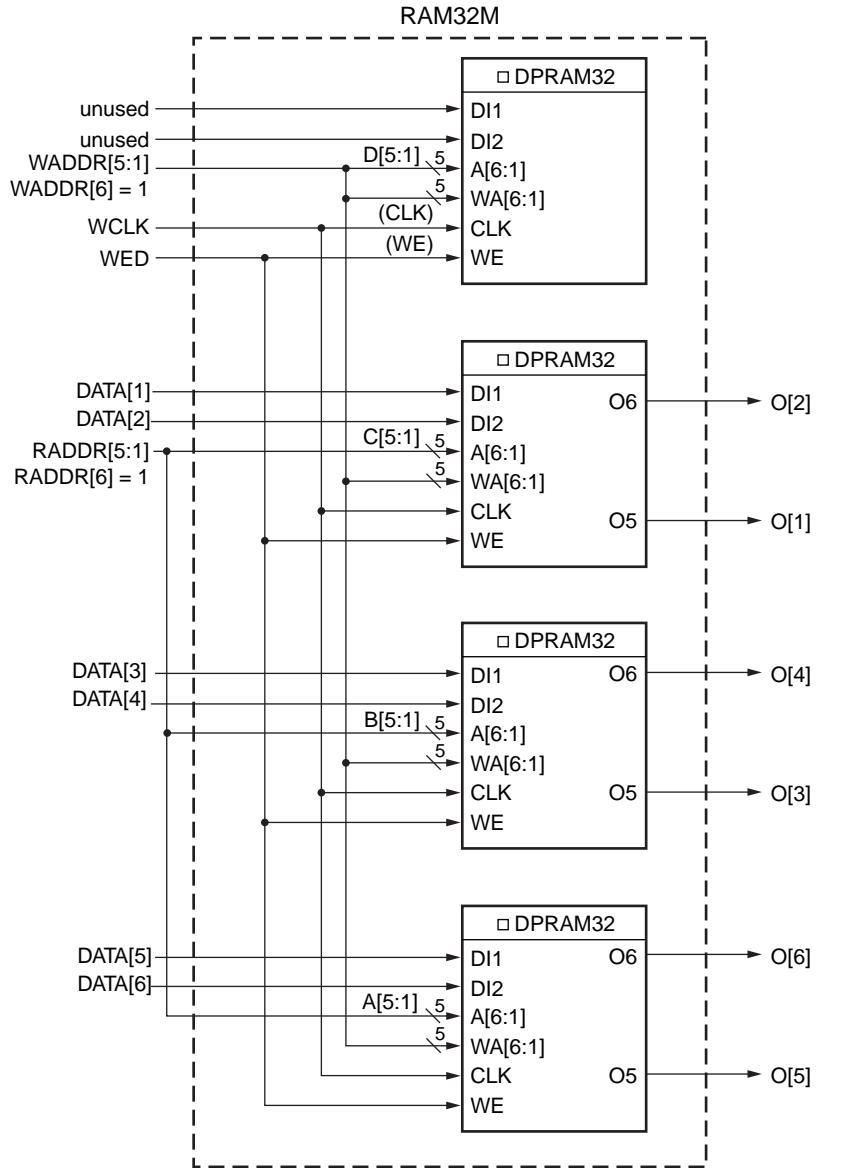 RAM32M
DPRAM32
unused
DI1
unused
DI2
WADDR[5:1]
D[5:1]
5
A[6:1]
WADDR[6] = 1
5
WA[6:1]
WCLK
(CLK)
CLK
WED
(WE)
WE
DPRAM32
DATA[1]
DI1
O6
O[2]
DATA[2]
DI2
RADDR[5:1]
C[5:1]
5
A[6:1]
RADDR[6] = 1
5
WA[6:1]
CLK
O5
O[1]
WE
DPRAM32
DATA[3]
DI1
O6
O[4]
DATA[4]
DI2
B[5:1]
5
A[6:1]
5
WA[6:1]
CLK
O5
O[3]
WE
DPRAM32
DATA[5]
DI1
O6
O[6]
DATA[6]
DI2
A[5:1]
5
A[6:1]
5
WA[6:1]
CLK
O5
O[5]
WE